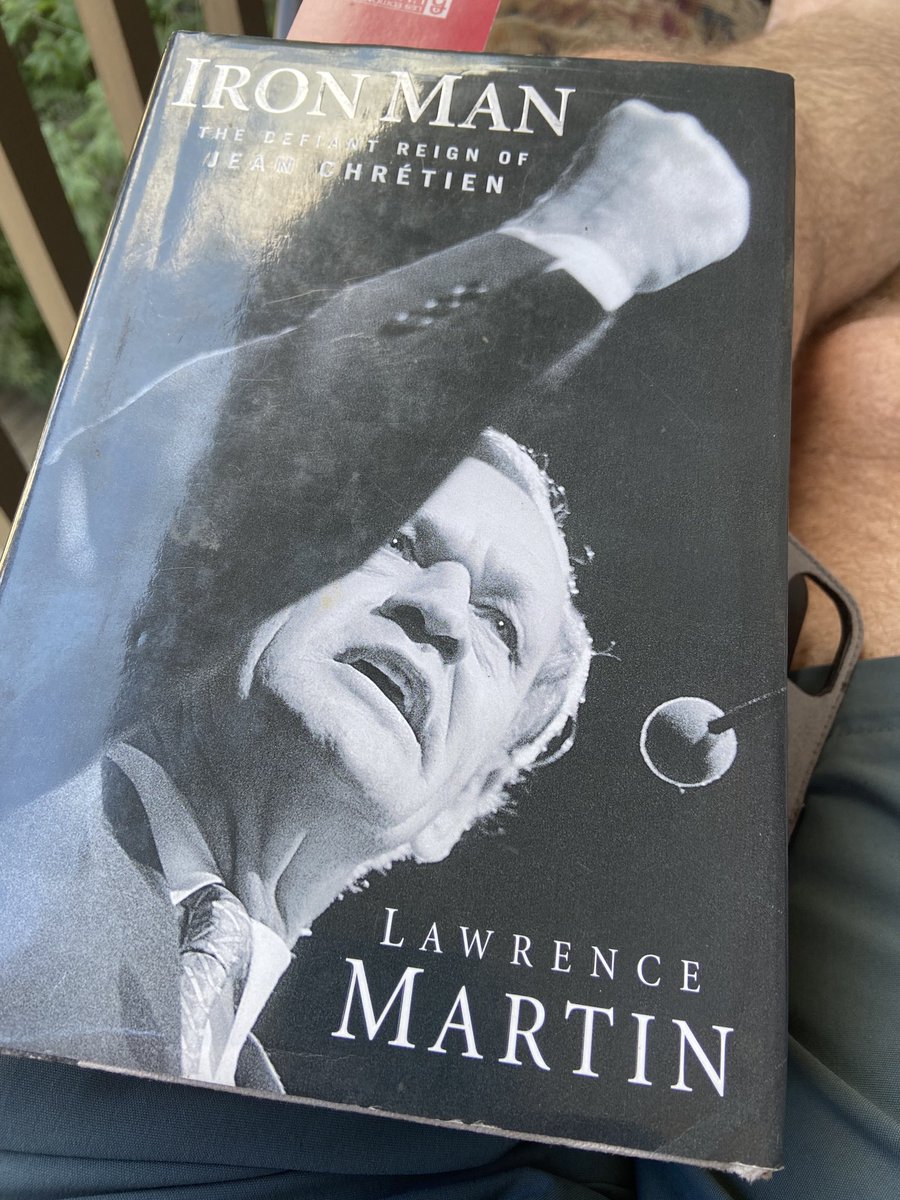 IRON MAN
THE DEFIANT REIGN OF
JEAN CHRÉTIEN
LAWRENCE
MARTIN